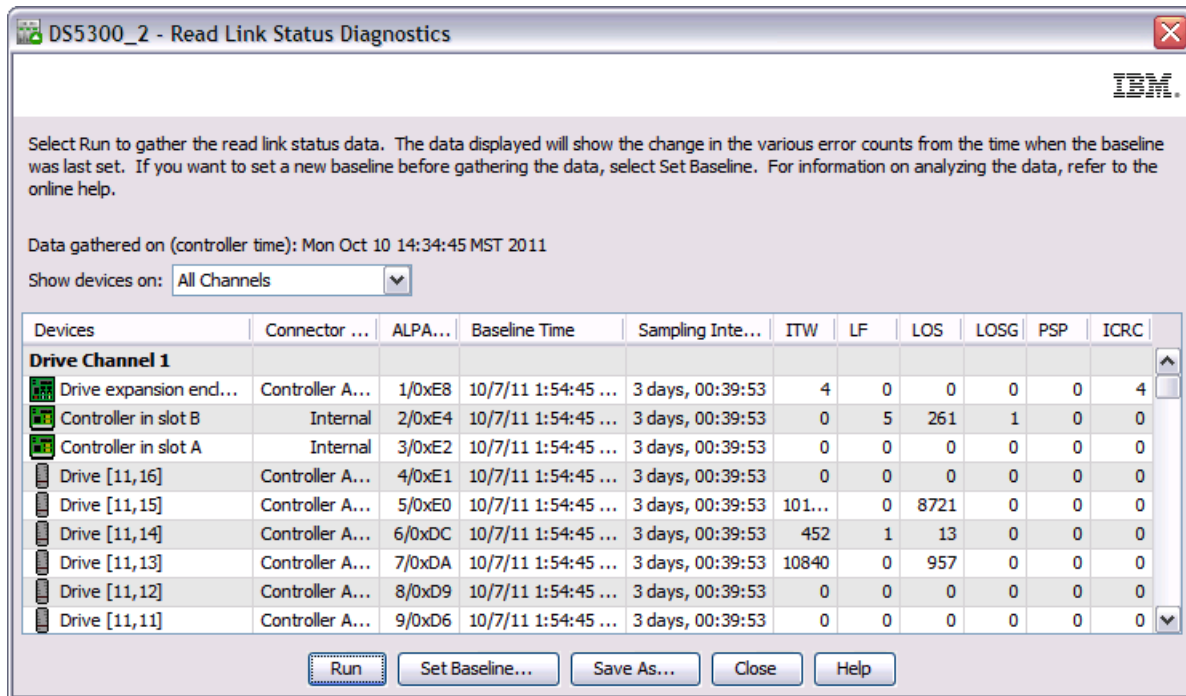 DS5300_2 - Read Link Status Diagnostics
IBM.
Select Run to gather the read link status data. The data displayed will show the change in the various error counts from the time when the baseline
was last set. If you want to set a new baseline before gathering the data, select Set Baseline. For information on analyzing the data, refer to the
online help.
Data gathered on (controller time): Mon Oct 10 14:34:45 MST 2011
Show devices on: All Channels
Devices Connector ... ALPA... Baseline Time Sampling Inte... ITW LF LOS LOSG PSP ICRC
Drive Channel 1
Drive expansion encl... Controller A... 1/0xE8 10/7/11 1:54:45 ... 3 days, 00:39:53 4 0 0 0 0 4
Controller in slot B Internal 2/0xE4 10/7/11 1:54:45 ... 3 days, 00:39:53 0 5 261 1 0 0
Controller in slot A Internal 3/0xE2 10/7/11 1:54:45 ... 3 days, 00:39:53 0 0 0 0 0 0
Drive [11,16] Controller A... 4/0xE1 10/7/11 1:54:45 ... 3 days, 00:39:53 0 0 0 0 0 0
Drive [11,15] Controller A... 5/0xE0 10/7/11 1:54:45 ... 3 days, 00:39:53 101... 0 8721 0 0 0
Drive [11,14] Controller A... 6/0xDC 10/7/11 1:54:45 ... 3 days, 00:39:53 452 1 13 0 0 0
Drive [11,13] Controller A... 7/0xDA 10/7/11 1:54:45 ... 3 days, 00:39:53 10840 0 957 0 0 0
Drive [11,12] Controller A... 8/0xD9 10/7/11 1:54:45 ... 3 days, 00:39:53 0 0 0 0 0 0
Drive [11,11] Controller A... 9/0xD6 10/7/11 1:54:45 ... 3 days, 00:39:53 0 0 0 0 0 0
Run Set Baseline... Save As... Close Help